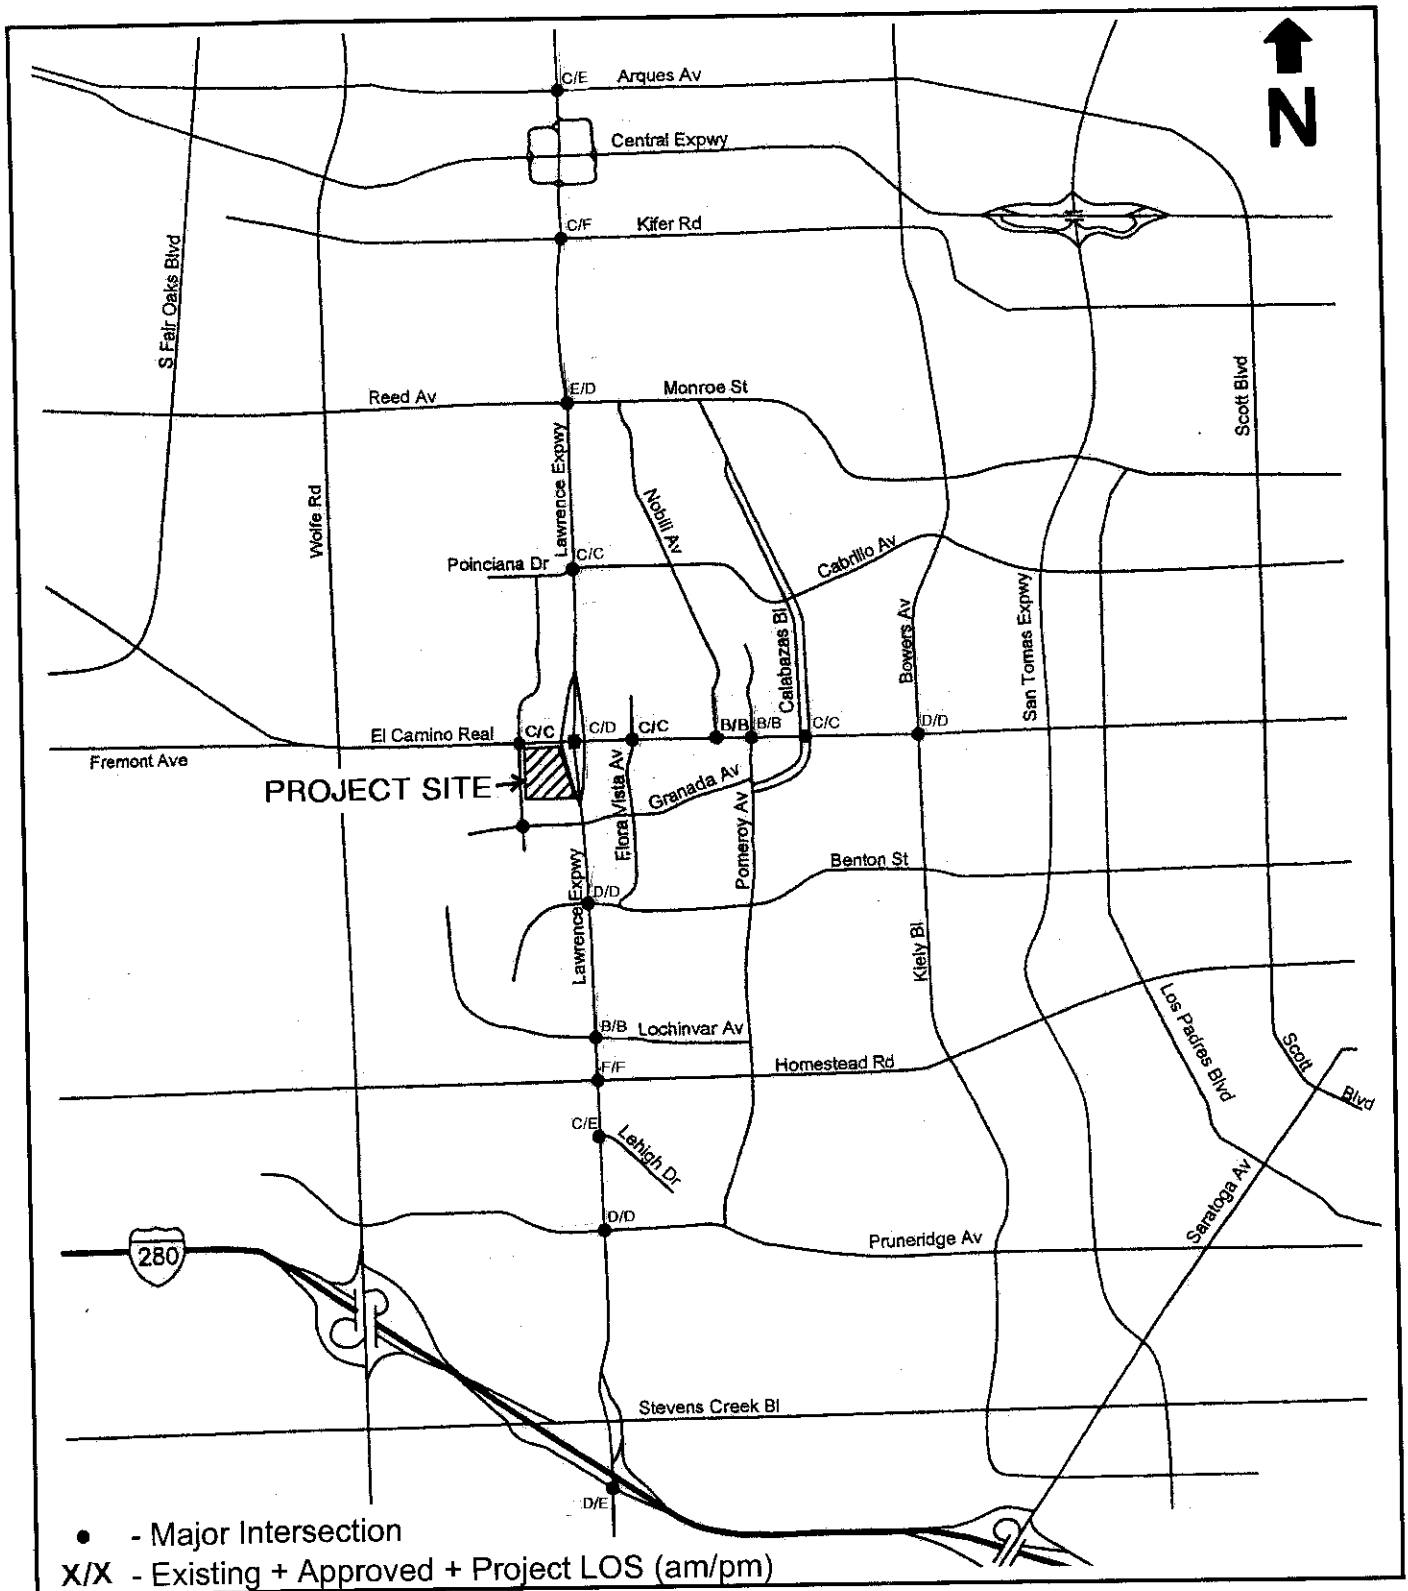 N
C/E
Arques Av
Central Expwy
C/F
Kifer Rd
S Fair Oaks Blvd
Scott Blvd
E/D
Monroe St
Reed Av
Lawrence Expwy
Wolfe Rd
Nobili Av
C/C
Poinciana Dr
Cabrillo Av
Calabazas Bl
Bowers Av
San Tomas Expwy
El Camino Real
C/C
C/D
C/C
B/B
B/B
C/C
D/D
Fremont Ave
PROJECT SITE
Flora Vista Av
Granada Av
Pomeroy Av
Benton St
Lawrence Expwy
D/D
Kiely Bl
Los Padres Blvd
B/B
Lochinvar Av
F/F
Homestead Rd
Scott
Blvd
C/E
Lehigh Dr
Saratoga Av
D/D
Pruneridge Av
280
Stevens Creek Bl
D/E
- Major Intersection
X/X - Existing + Approved + Project LOS (am/pm)